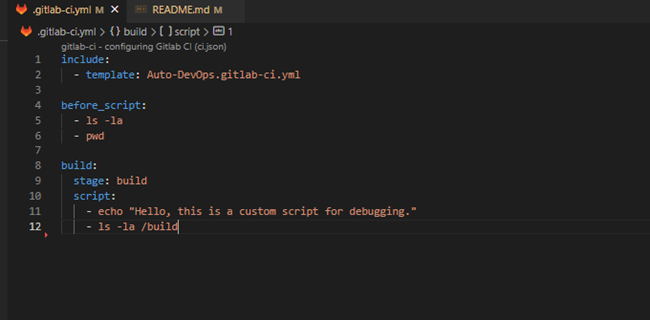 .gitlab-ci.yml M × README.md M
.gitlab-ci.yml > {} build > [ ] script > abc 1
gitlab-ci - configuring Gitlab CI (ci.json)
1 include:
2 - template: Auto-DevOps.gitlab-ci.yml
3
4 before_script:
5 - ls -la
6 - pwd
7
8 build:
9 stage: build
10 script:
11 - echo "Hello, this is a custom script for debugging."
12 - ls -la /build